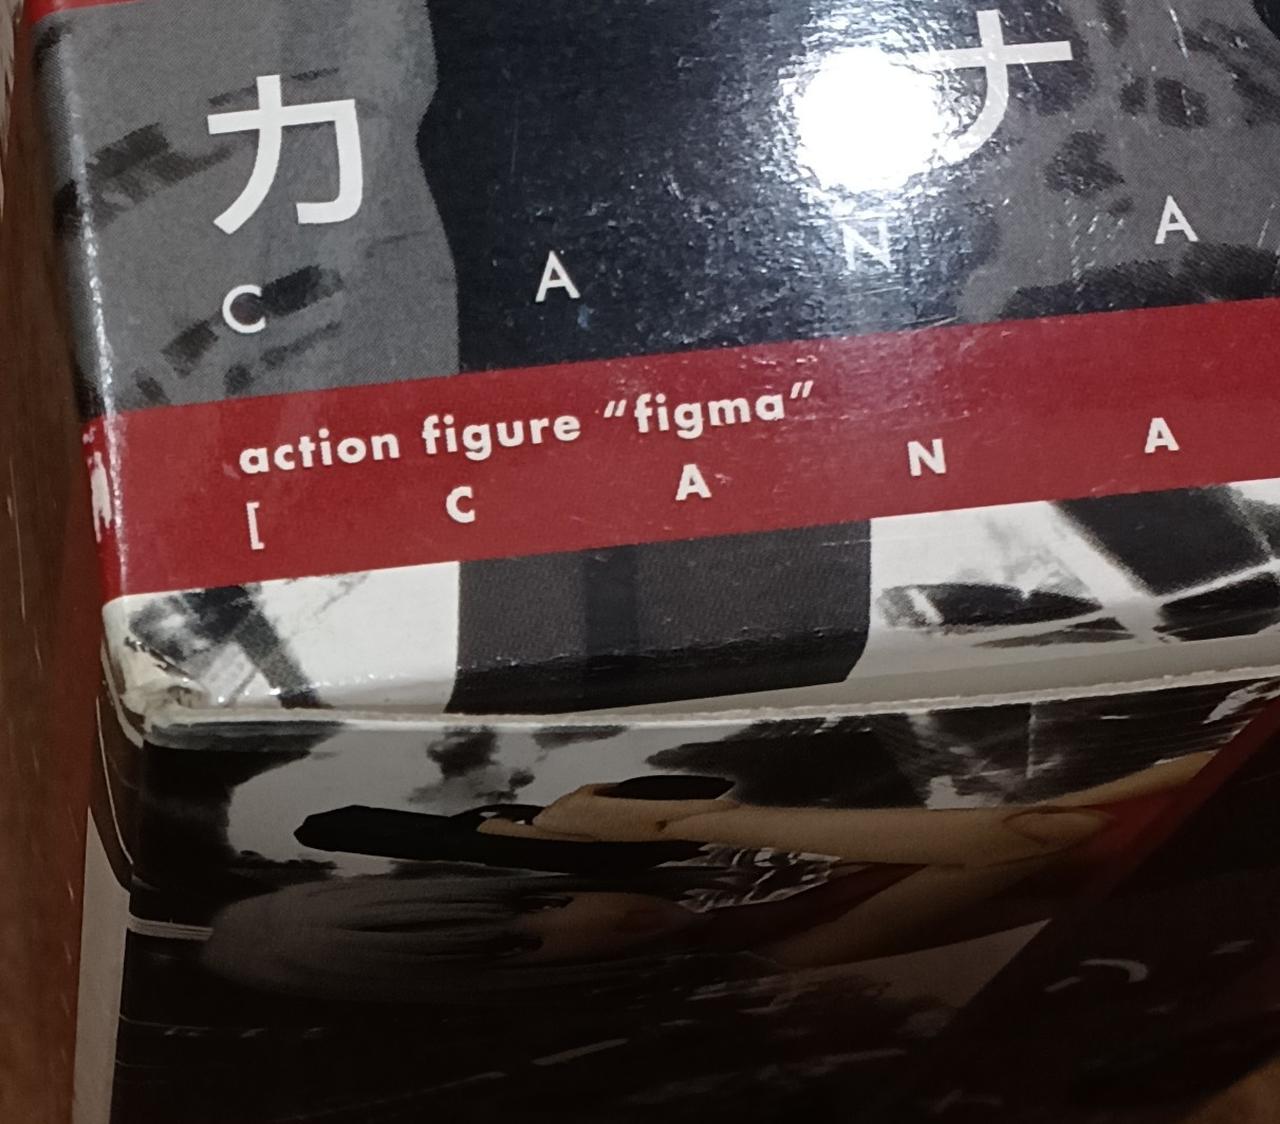 カ ナ
C A N A
action figure “figma”
[ C A N A